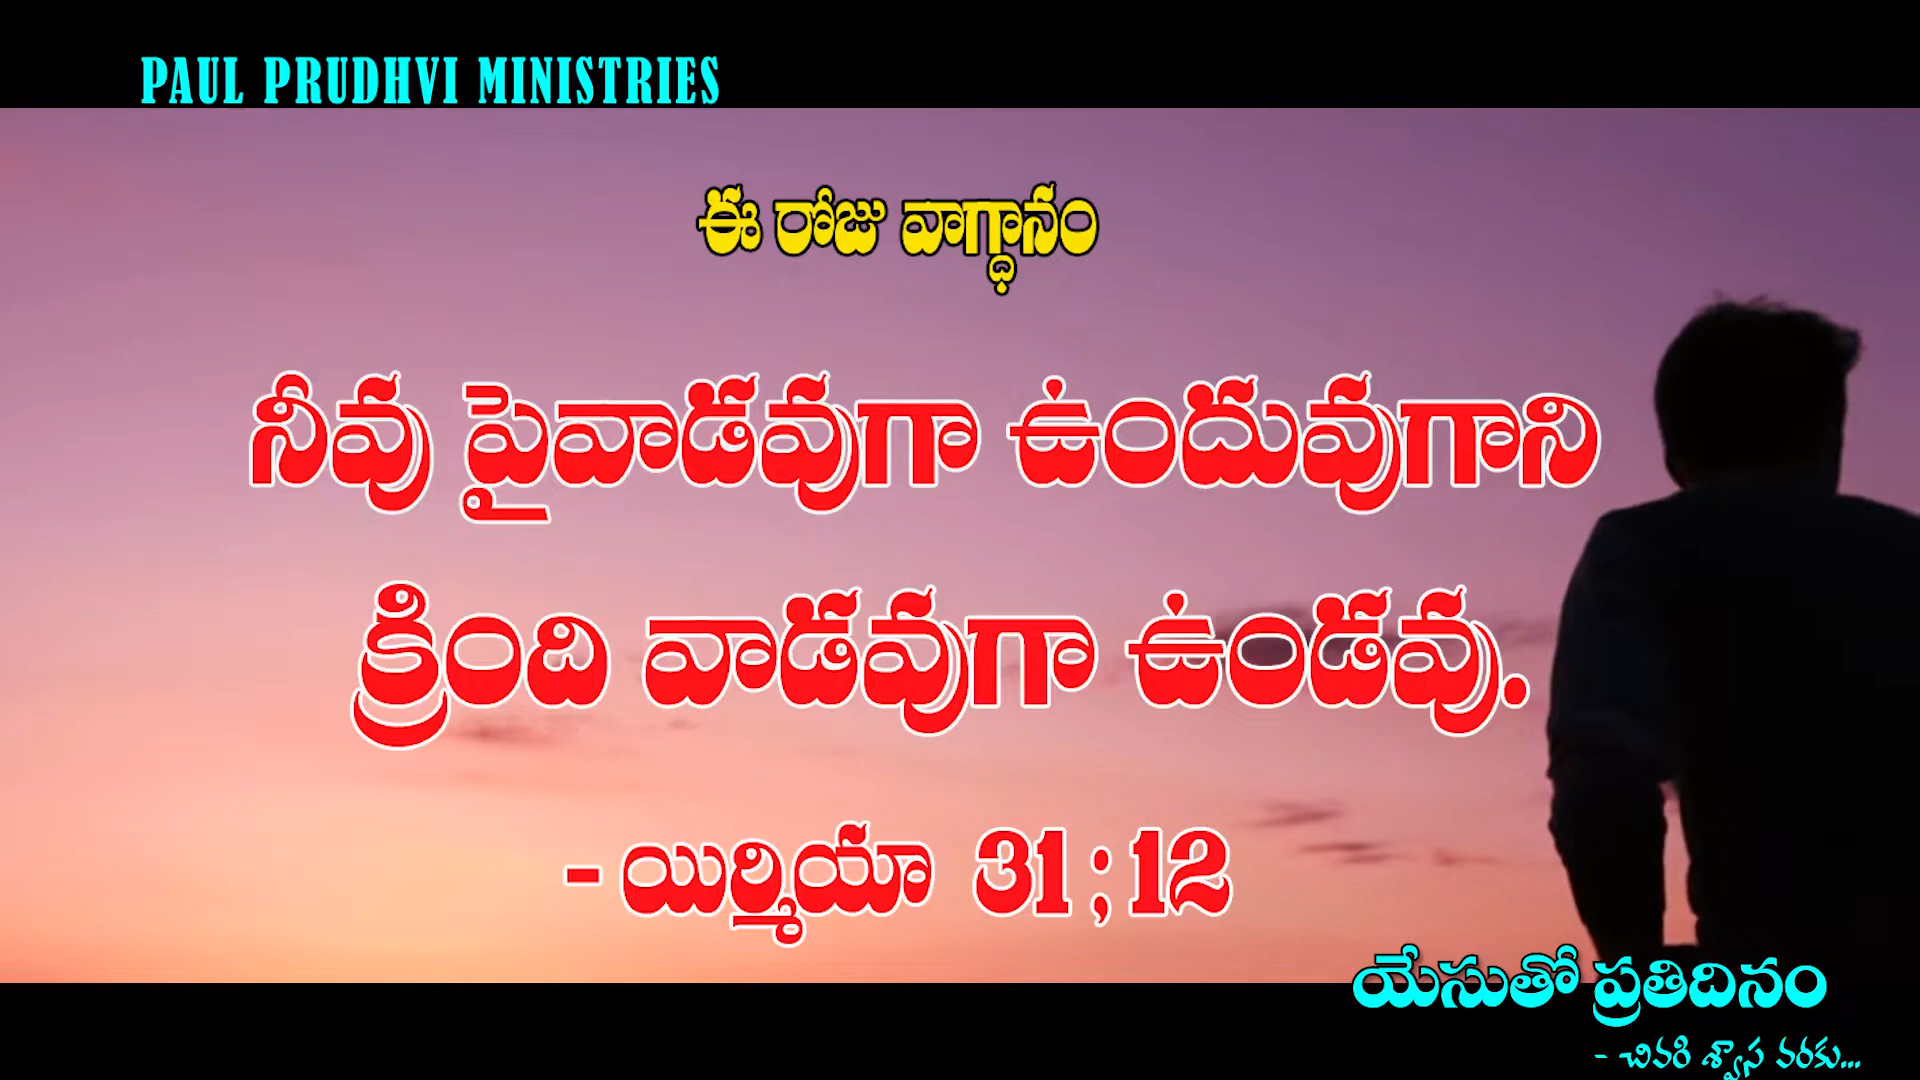 PAUL PRUDHVI MINISTRIES
ఈ రోజు వాగ్ధానం
నీవు పైవాడవుగా ఉందువుగాని
క్రింది వాడవుగా ఉండవు.
- యిర్మియా 31 ; 12
యేసుతో ప్రతిదినం
- చివరి శ్వాస వరకు...